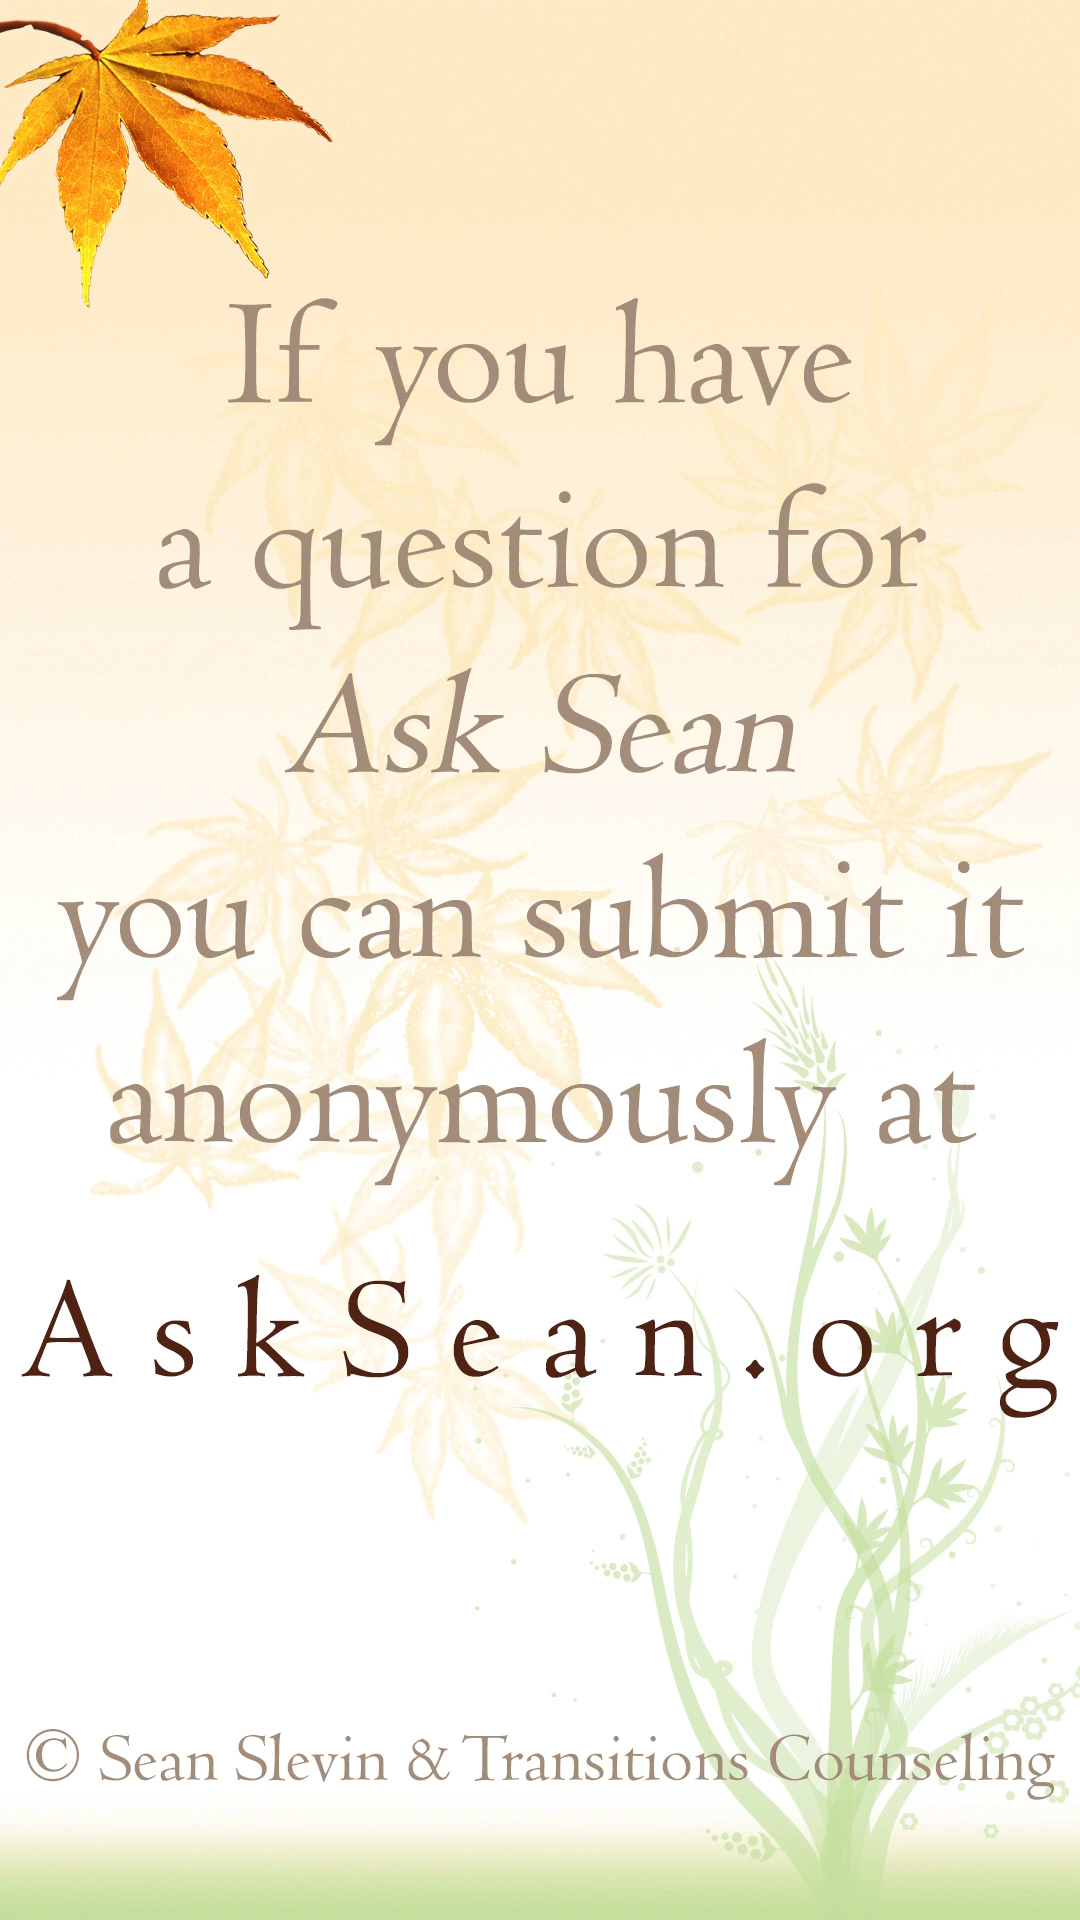 If you have
a question for
Ask Sean
you can submit it
anonymously at
AskSean.org
© Sean Slevin & Transitions Counseling